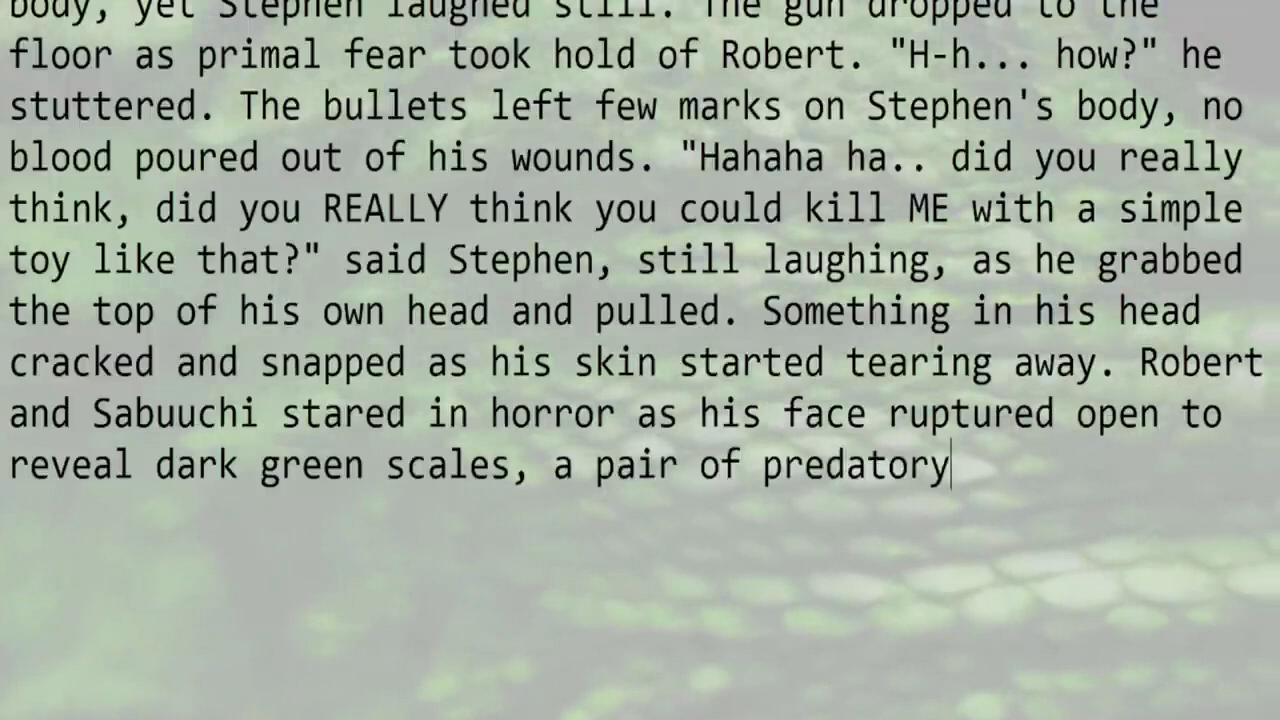 body, yet Stephen laughed still. The gun dropped to the
floor as primal fear took hold of Robert. "H-h... how?" he
stuttered. The bullets left few marks on Stephen's body, no
blood poured out of his wounds. "Hahaha ha.. did you really
think, did you REALLY think you could kill ME with a simple
toy like that?" said Stephen, still laughing, as he grabbed
the top of his own head and pulled. Something in his head
cracked and snapped as his skin started tearing away. Robert
and Sabuuchi stared in horror as his face ruptured open to
reveal dark green scales, a pair of predatory